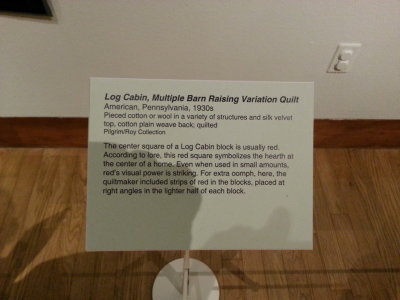 Log Cabin, Multiple Barn Raising Variation Quilt
American, Pennsylvania, 1930s
Pieced cotton or wool in a variety of structures and silk velvet
top, cotton plain weave back; quilted
Pilgrim/Roy Collection
The center square of a Log Cabin block is usually red.
According to lore, this red square symbolizes the hearth at
the center of a home. Even when used in small amounts,
red's visual power is striking. For extra oomph, here, the
quiltmaker included strips of red in the blocks, placed at
right angles in the lighter half of each block.